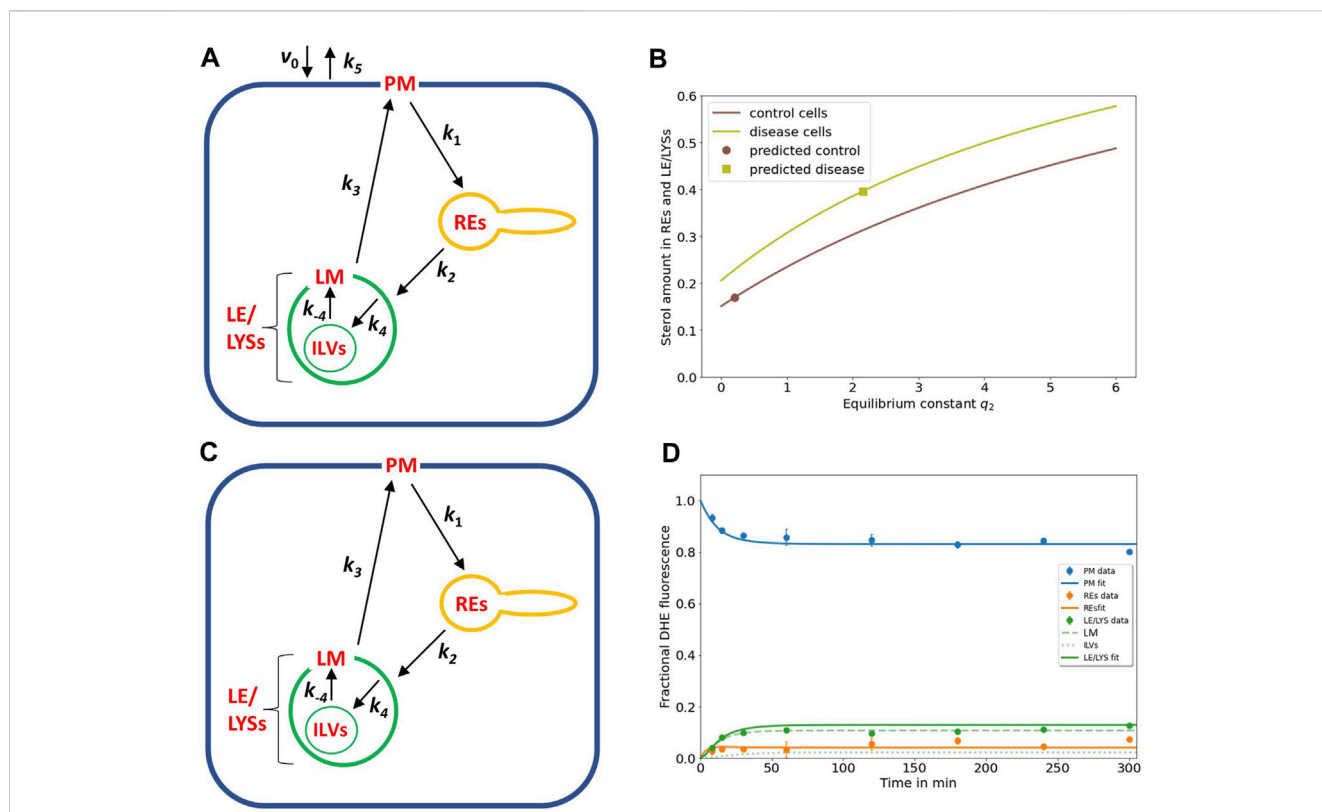 A
v0
k5
PM
k1
k3
REs
k2
LM
k-4
k4
LE/
LYSs
ILVs
B
control cells
disease cells
predicted control
predicted disease
Sterol amount in REs and LE/LYSs
0.6
0.5
0.4
0.3
0.2
0.1
0.0
0 1 2 3 4 5 6
Equilibrium constant q2
C
PM
k1
k3
REs
k2
LM
k-4
k4
LE/
LYSs
ILVs
D
Fractional DHE fluorescence
1.0
0.8
0.6
0.4
0.2
0.0
PM data
PM fit
REs data
REsfit
LE/LYS data
LM
ILVs
LE/LYS fit
0 50 100 150 200 250 300
Time in min